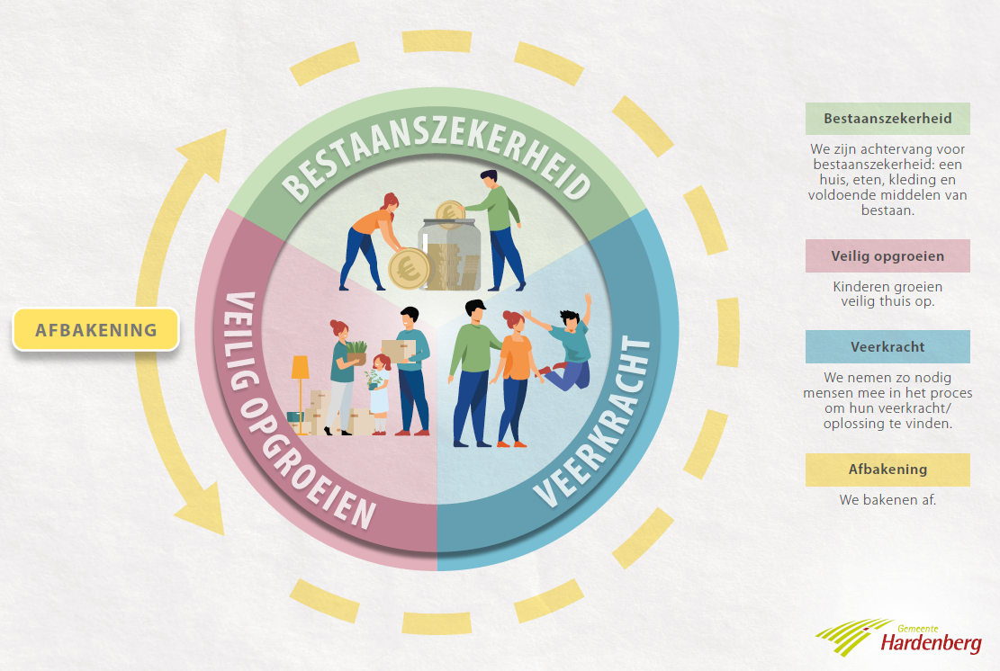 BESTAANSZEKERHEID
VEILIG OPGROEIEN
VEERKRACHT
AFBAKENING
Bestaanszekerheid
We zijn achtervang voor
bestaanszekerheid: een
huis, eten, kleding en
voldoende middelen van
bestaan.
Veilig opgroeien
Kinderen groeien
veilig thuis op.
Veerkracht
We nemen zo nodig
mensen mee in het proces
om hun veerkracht/
oplossing te vinden.
Afbakening
We bakenen af.
Gemeente
Hardenberg